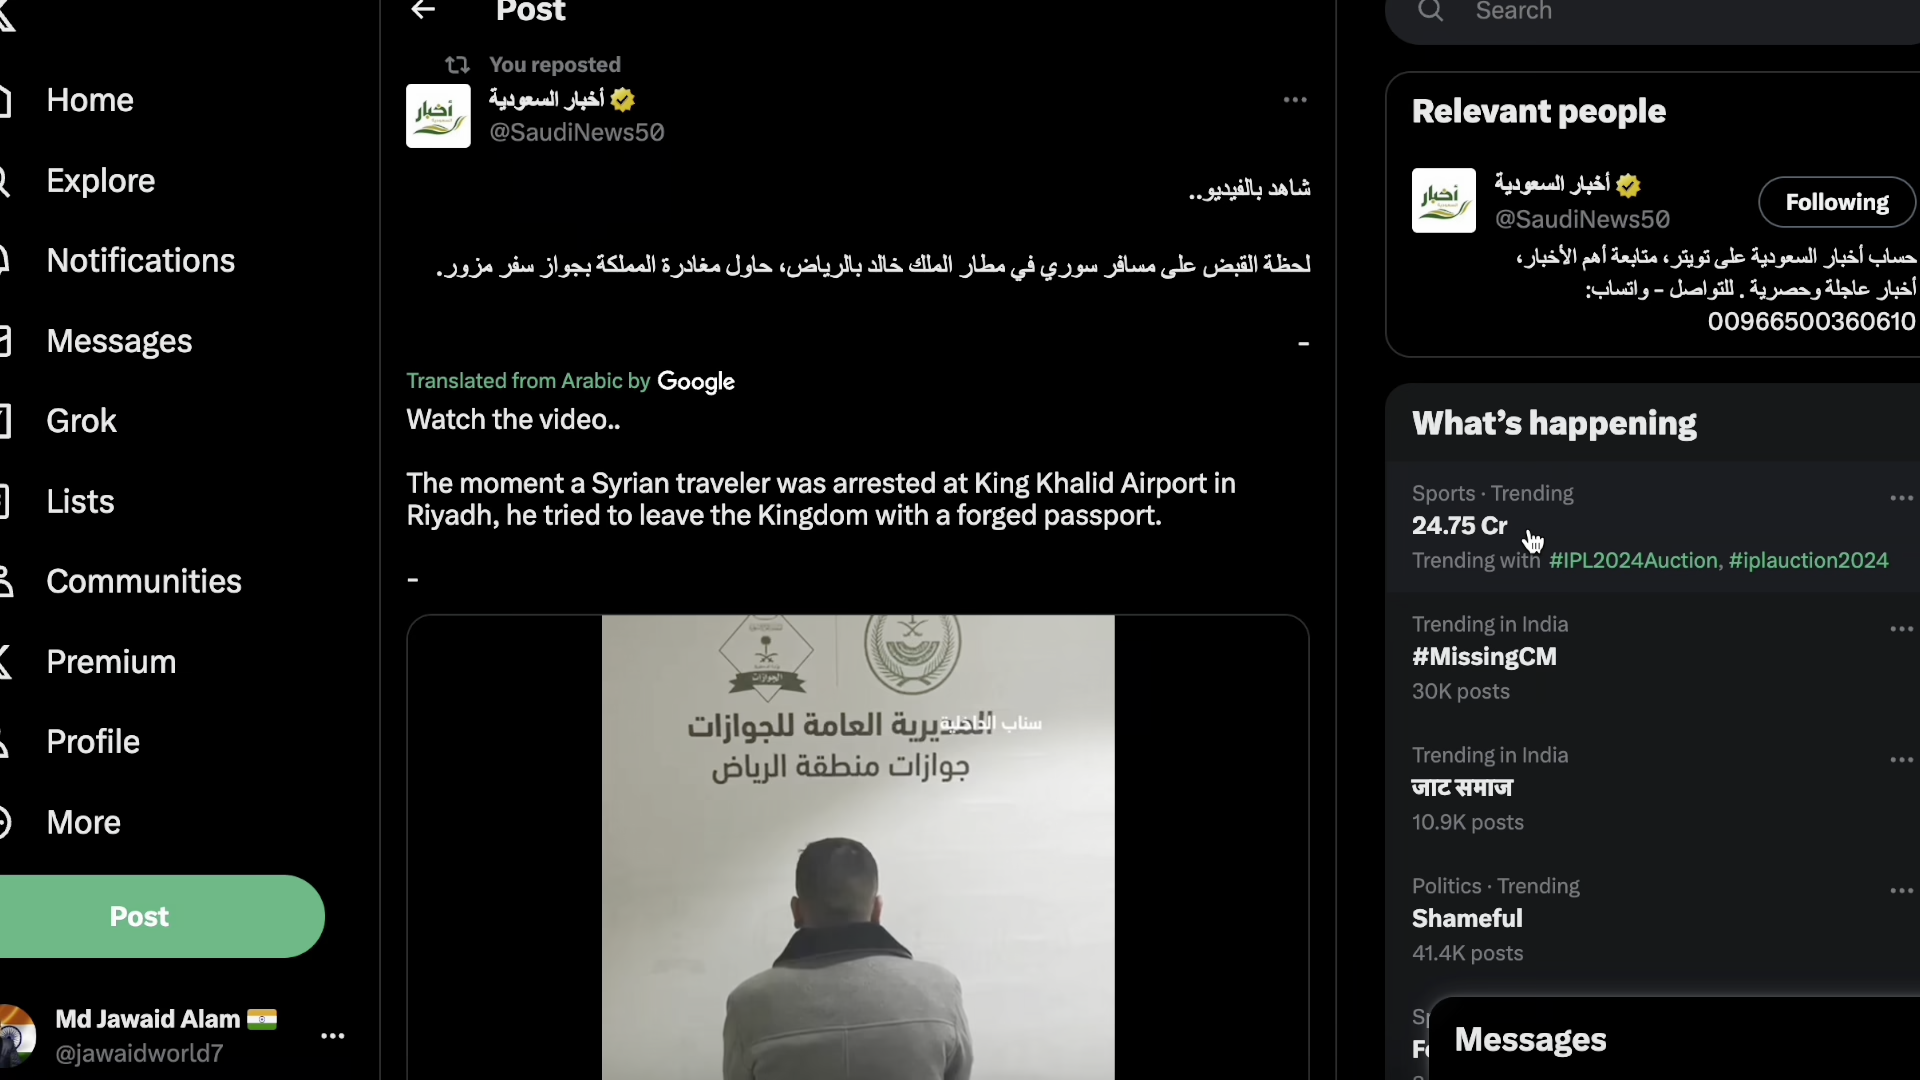 Home
Explore
Notifications
Messages
Grok
Lists
Communities
Premium
Profile
More
Post
Md Jawaid Alam
@jawaidworld7
Post
You reposted
أخبار السعودية
@SaudiNews50
شاهد بالفيديو..
لحظة القبض على مسافر سوري في مطار الملك خالد بالرياض، حاول مغادرة المملكة بجواز سفر مزور.
-
Translated from Arabic by Google
Watch the video..
The moment a Syrian traveler was arrested at King Khalid Airport in
Riyadh, he tried to leave the Kingdom with a forged passport.
-
الجوازات
المديرية العامة للجوازات
سناب الداخلية
جوازات منطقة الرياض
Search
Relevant people
أخبار السعودية
@SaudiNews50
Following
حساب أخبار السعودية على تويتر، متابعة أهم الأخبار،
أخبار عاجلة وحصرية . للتواصل - واتساب:
00966500360610
What's happening
Sports · Trending
24.75 Cr
Trending with #IPL2024Auction, #iplauction2024
Trending in India
#MissingCM
30K posts
Trending in India
जाट समाज
10.9K posts
Politics · Trending
Shameful
41.4K posts
Messages